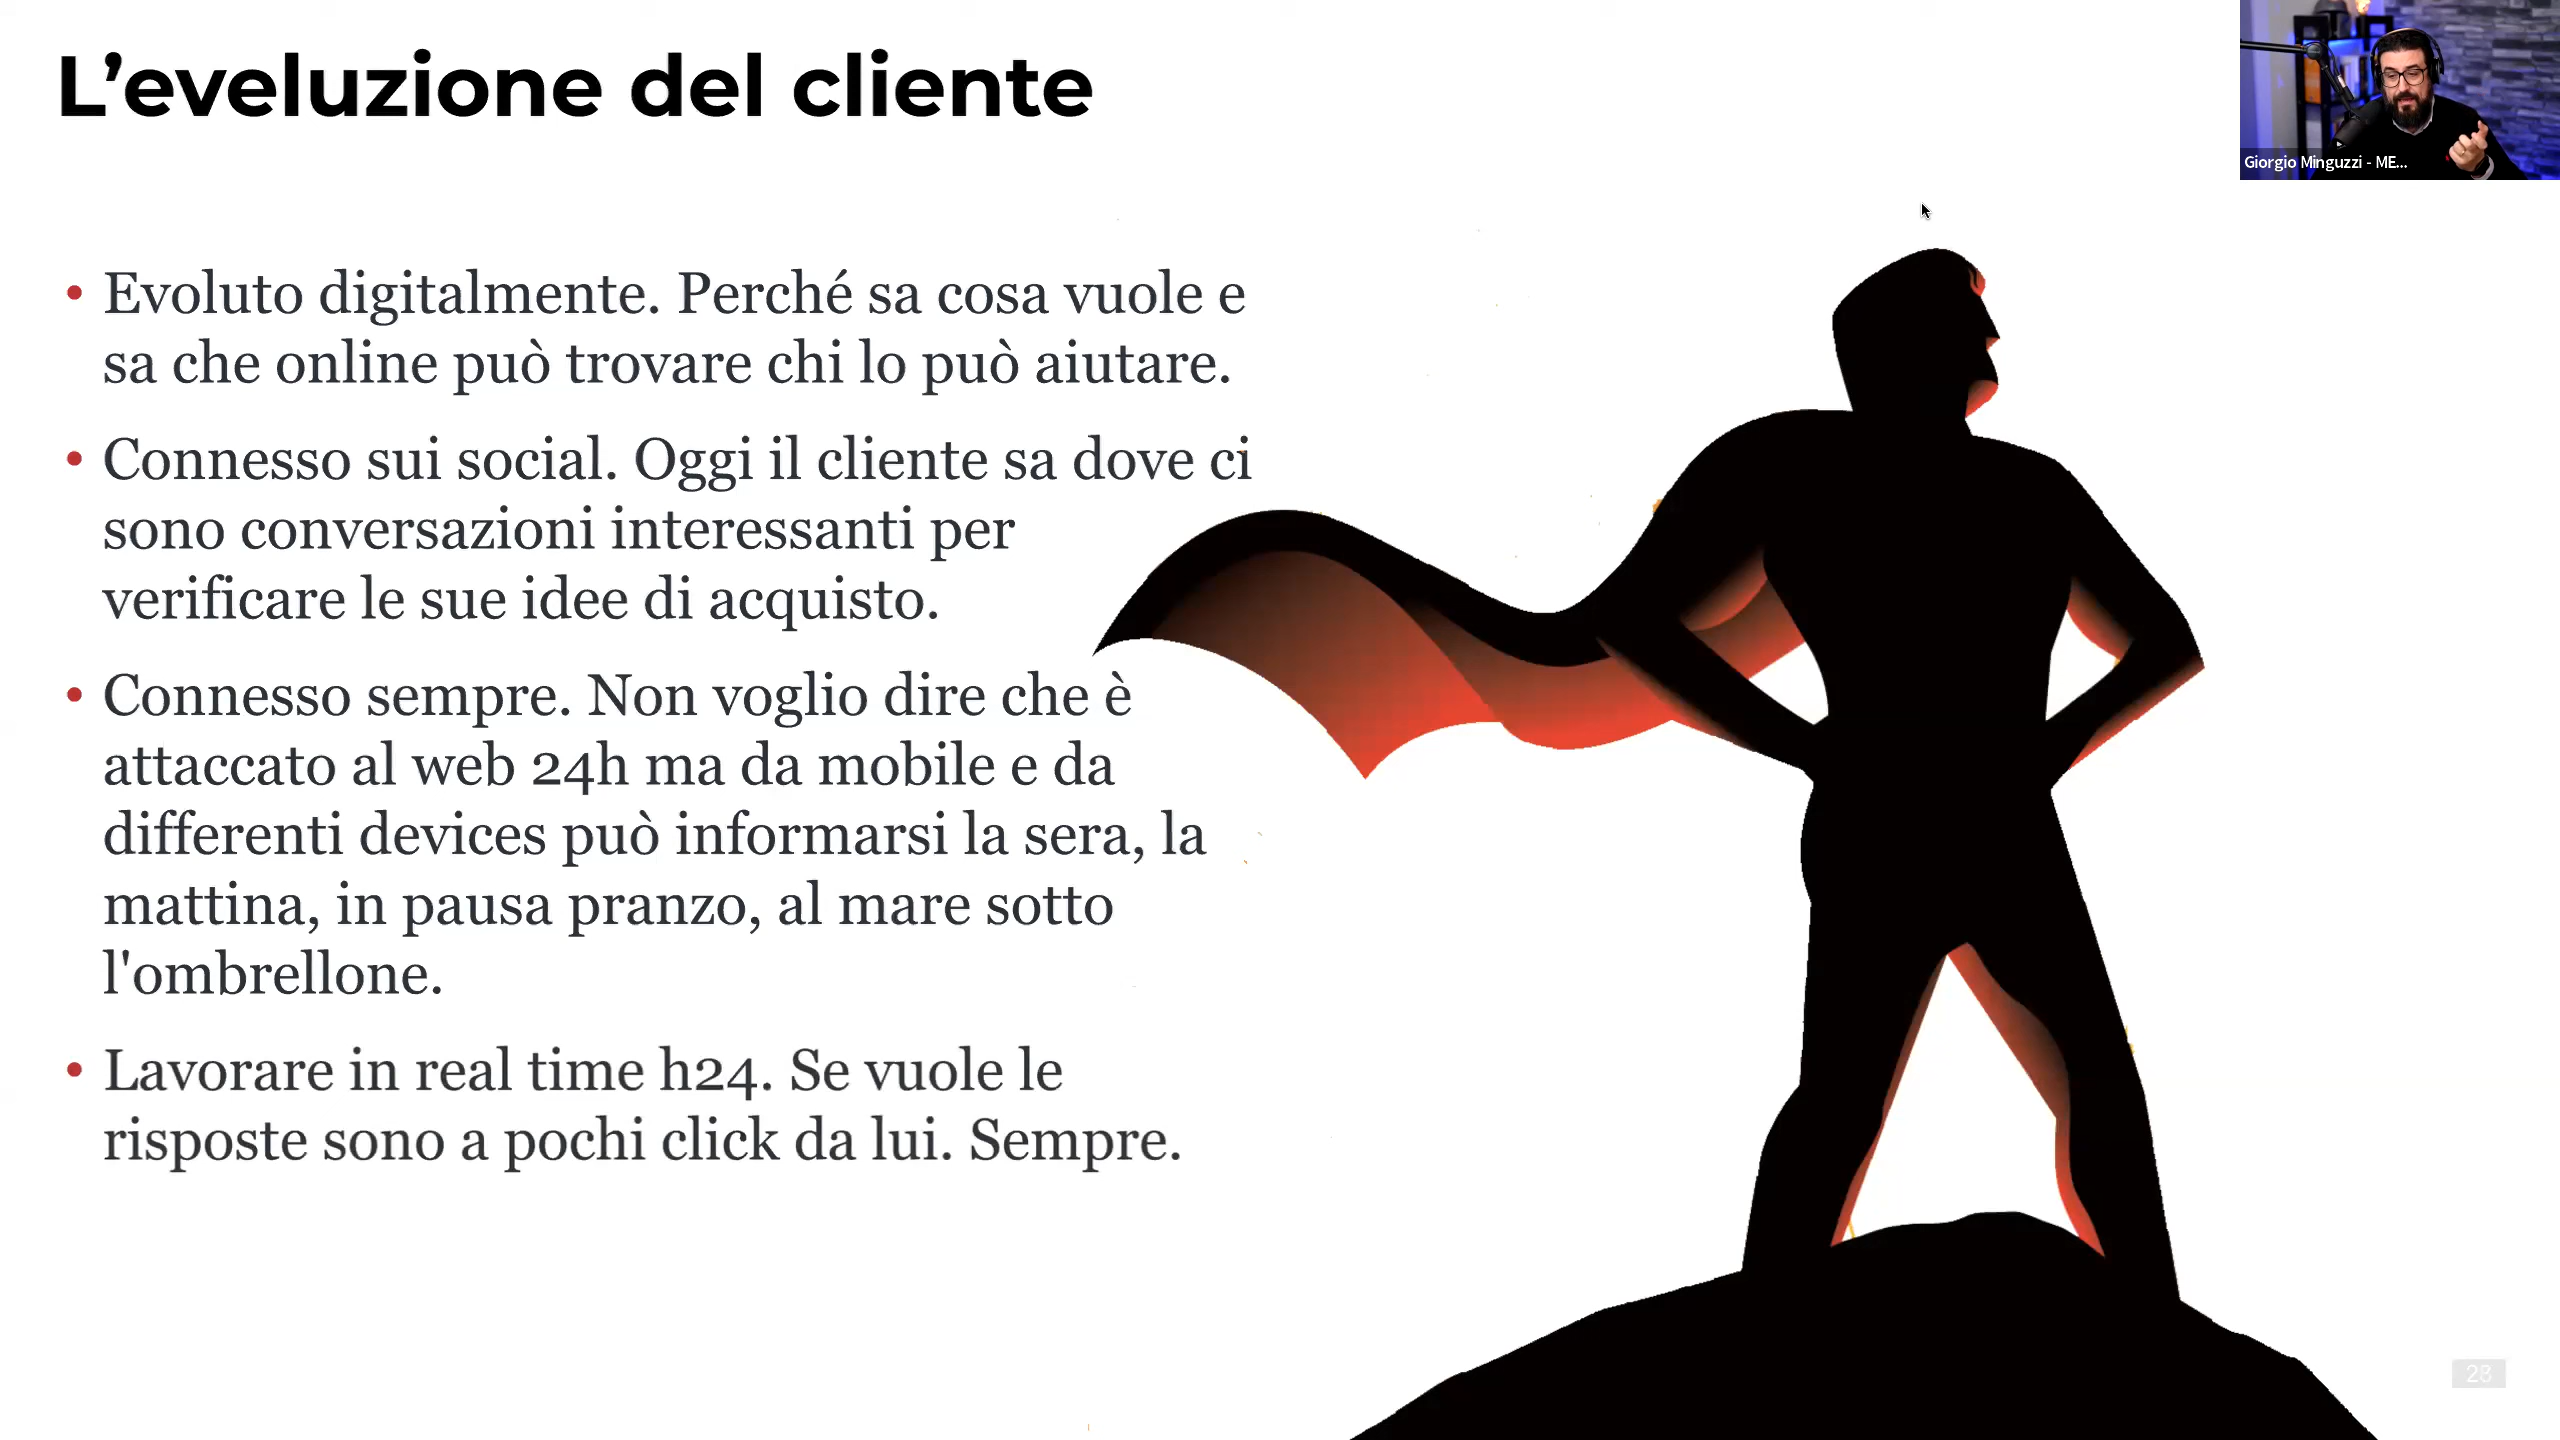 L’eveluzione del cliente
Giorgio Minguzzi - ME...
• Evoluto digitalmente. Perché sa cosa vuole e
sa che online può trovare chi lo può aiutare.
• Connesso sui social. Oggi il cliente sa dove ci
sono conversazioni interessanti per
verificare le sue idee di acquisto.
• Connesso sempre. Non voglio dire che è
attaccato al web 24h ma da mobile e da
differenti devices può informarsi la sera, la
mattina, in pausa pranzo, al mare sotto
l'ombrellone.
• Lavorare in real time h24. Se vuole le
risposte sono a pochi click da lui. Sempre.
28